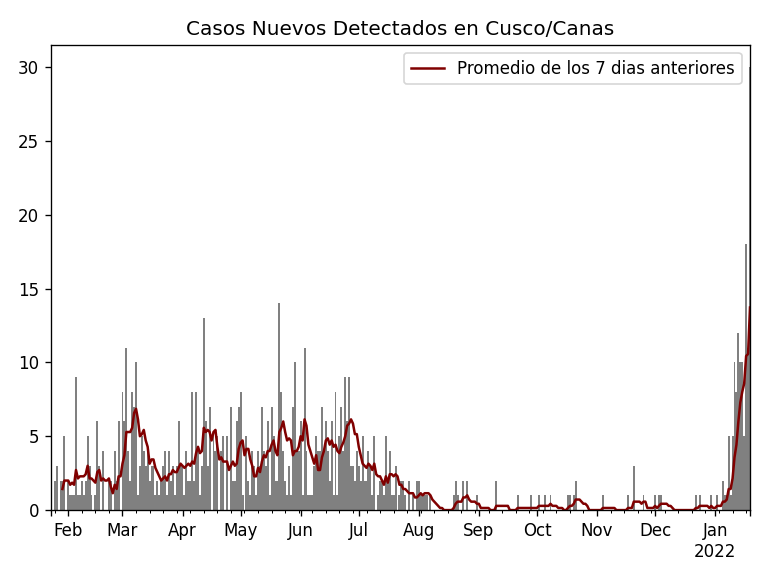 Casos Nuevos Detectados en Cusco/Canas
Promedio de los 7 dias anteriores
30
25
20
15
10
5
0
Feb Mar Apr May Jun Jul Aug Sep Oct Nov Dec Jan
2022